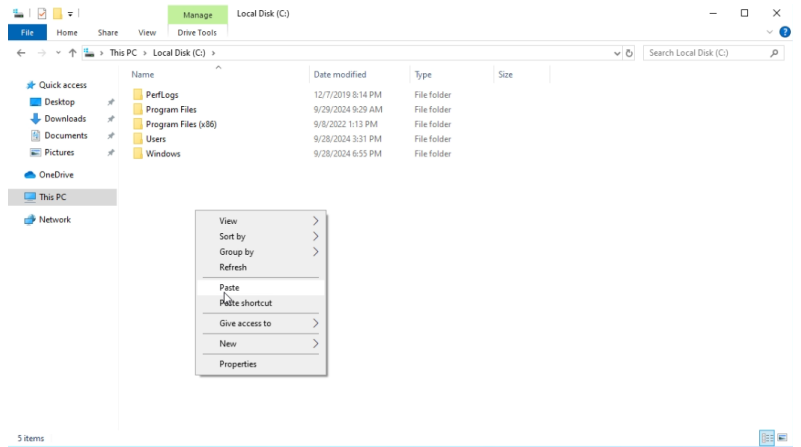 Manage
Local Disk (C:)
File
Home
Share
View
Drive Tools
This PC > Local Disk (C:) >
Search Local Disk (C:)
Name
Date modified
Type
Size
Quick access
Desktop
Downloads
Documents
Pictures
OneDrive
This PC
Network
PerfLogs 12/7/2019 8:14 PM File folder
Program Files 9/29/2024 9:29 AM File folder
Program Files (x86) 9/8/2022 1:13 PM File folder
Users 9/28/2024 3:31 PM File folder
Windows 9/28/2024 6:55 PM File folder
View
Sort by
Group by
Refresh
Paste
Paste shortcut
Give access to
New
Properties
5 items